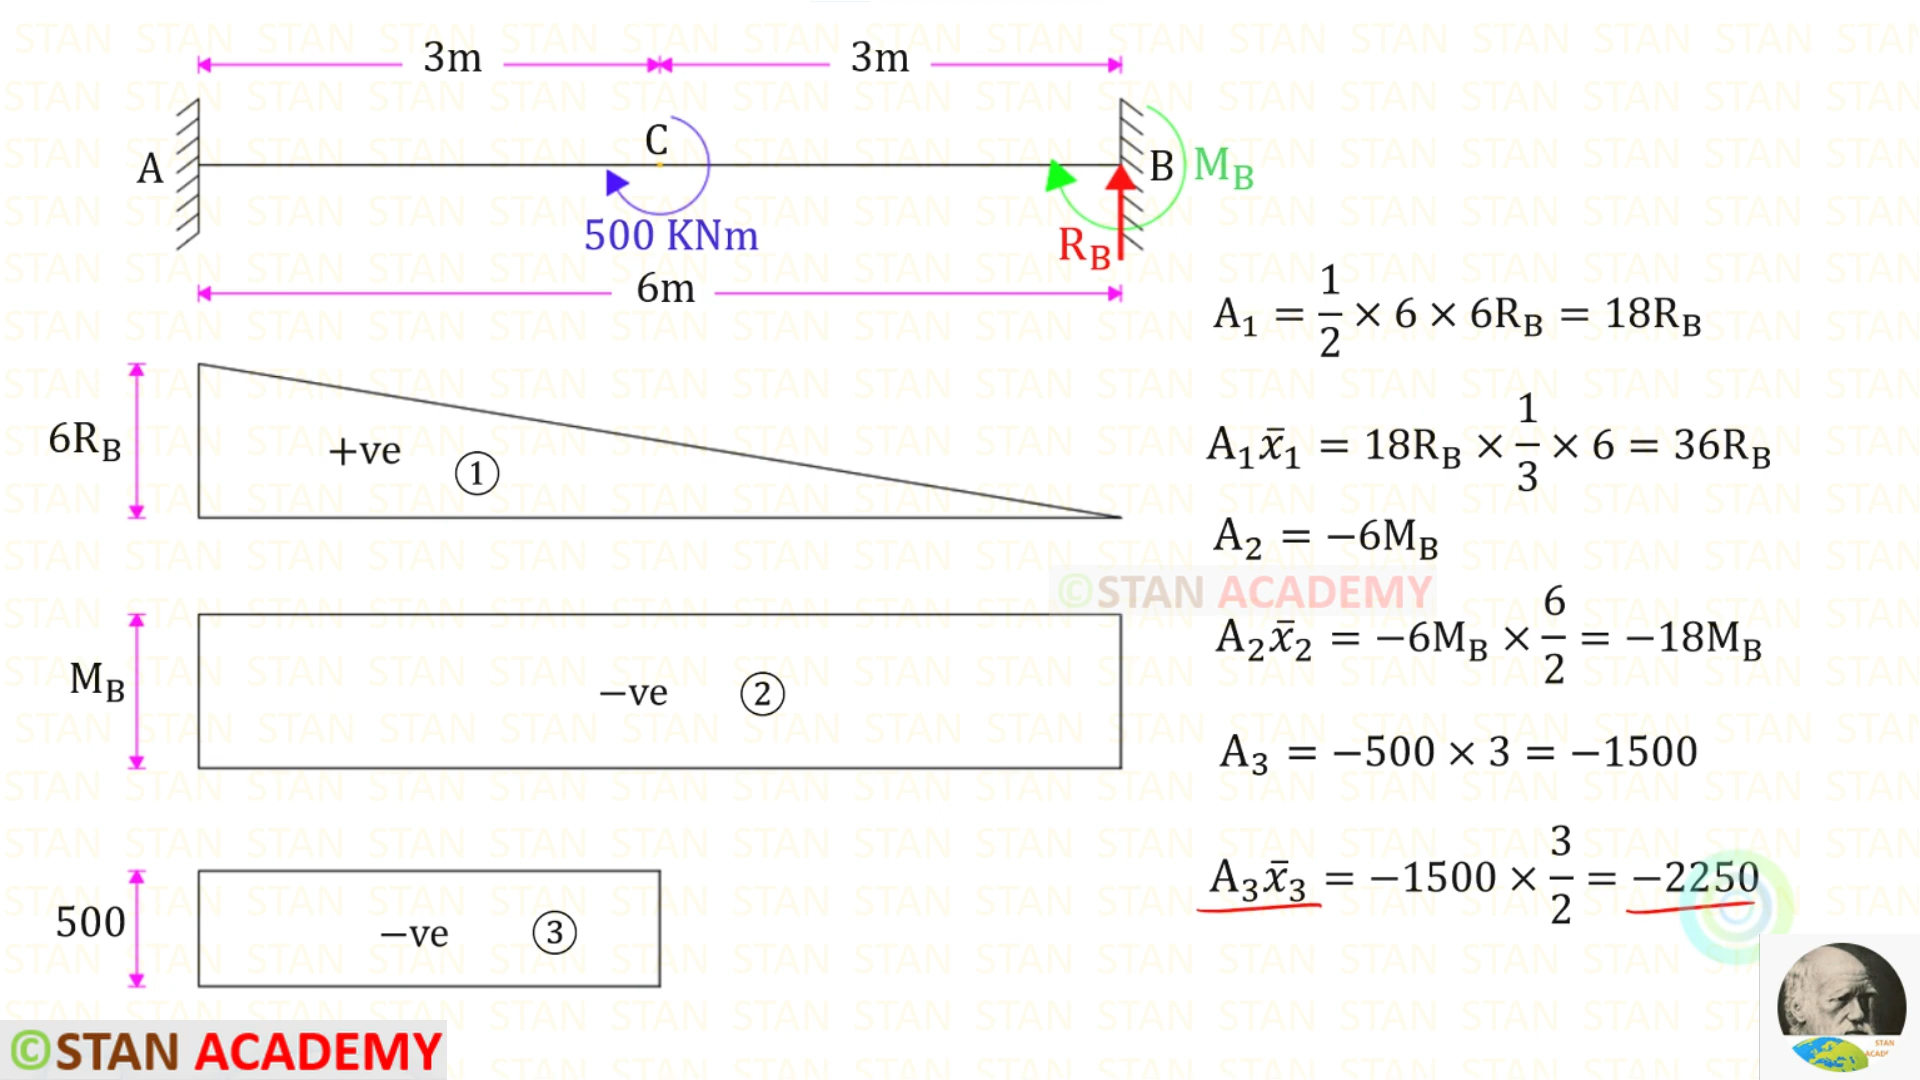 3m 3m
A C B M_B
500 KNm R_B
6m
A₁ = 1/2 × 6 × 6R_B = 18R_B
6R_B +ve ① A₁x̄₁ = 18R_B × 1/3 × 6 = 36R_B
A₂ = −6M_B
©STAN ACADEMY
A₂x̄₂ = −6M_B × 6/2 = −18M_B
M_B −ve ②
A₃ = −500 × 3 = −1500
A₃x̄₃ = −1500 × 3/2 = −2250
500 −ve ③
©STAN ACADEMY